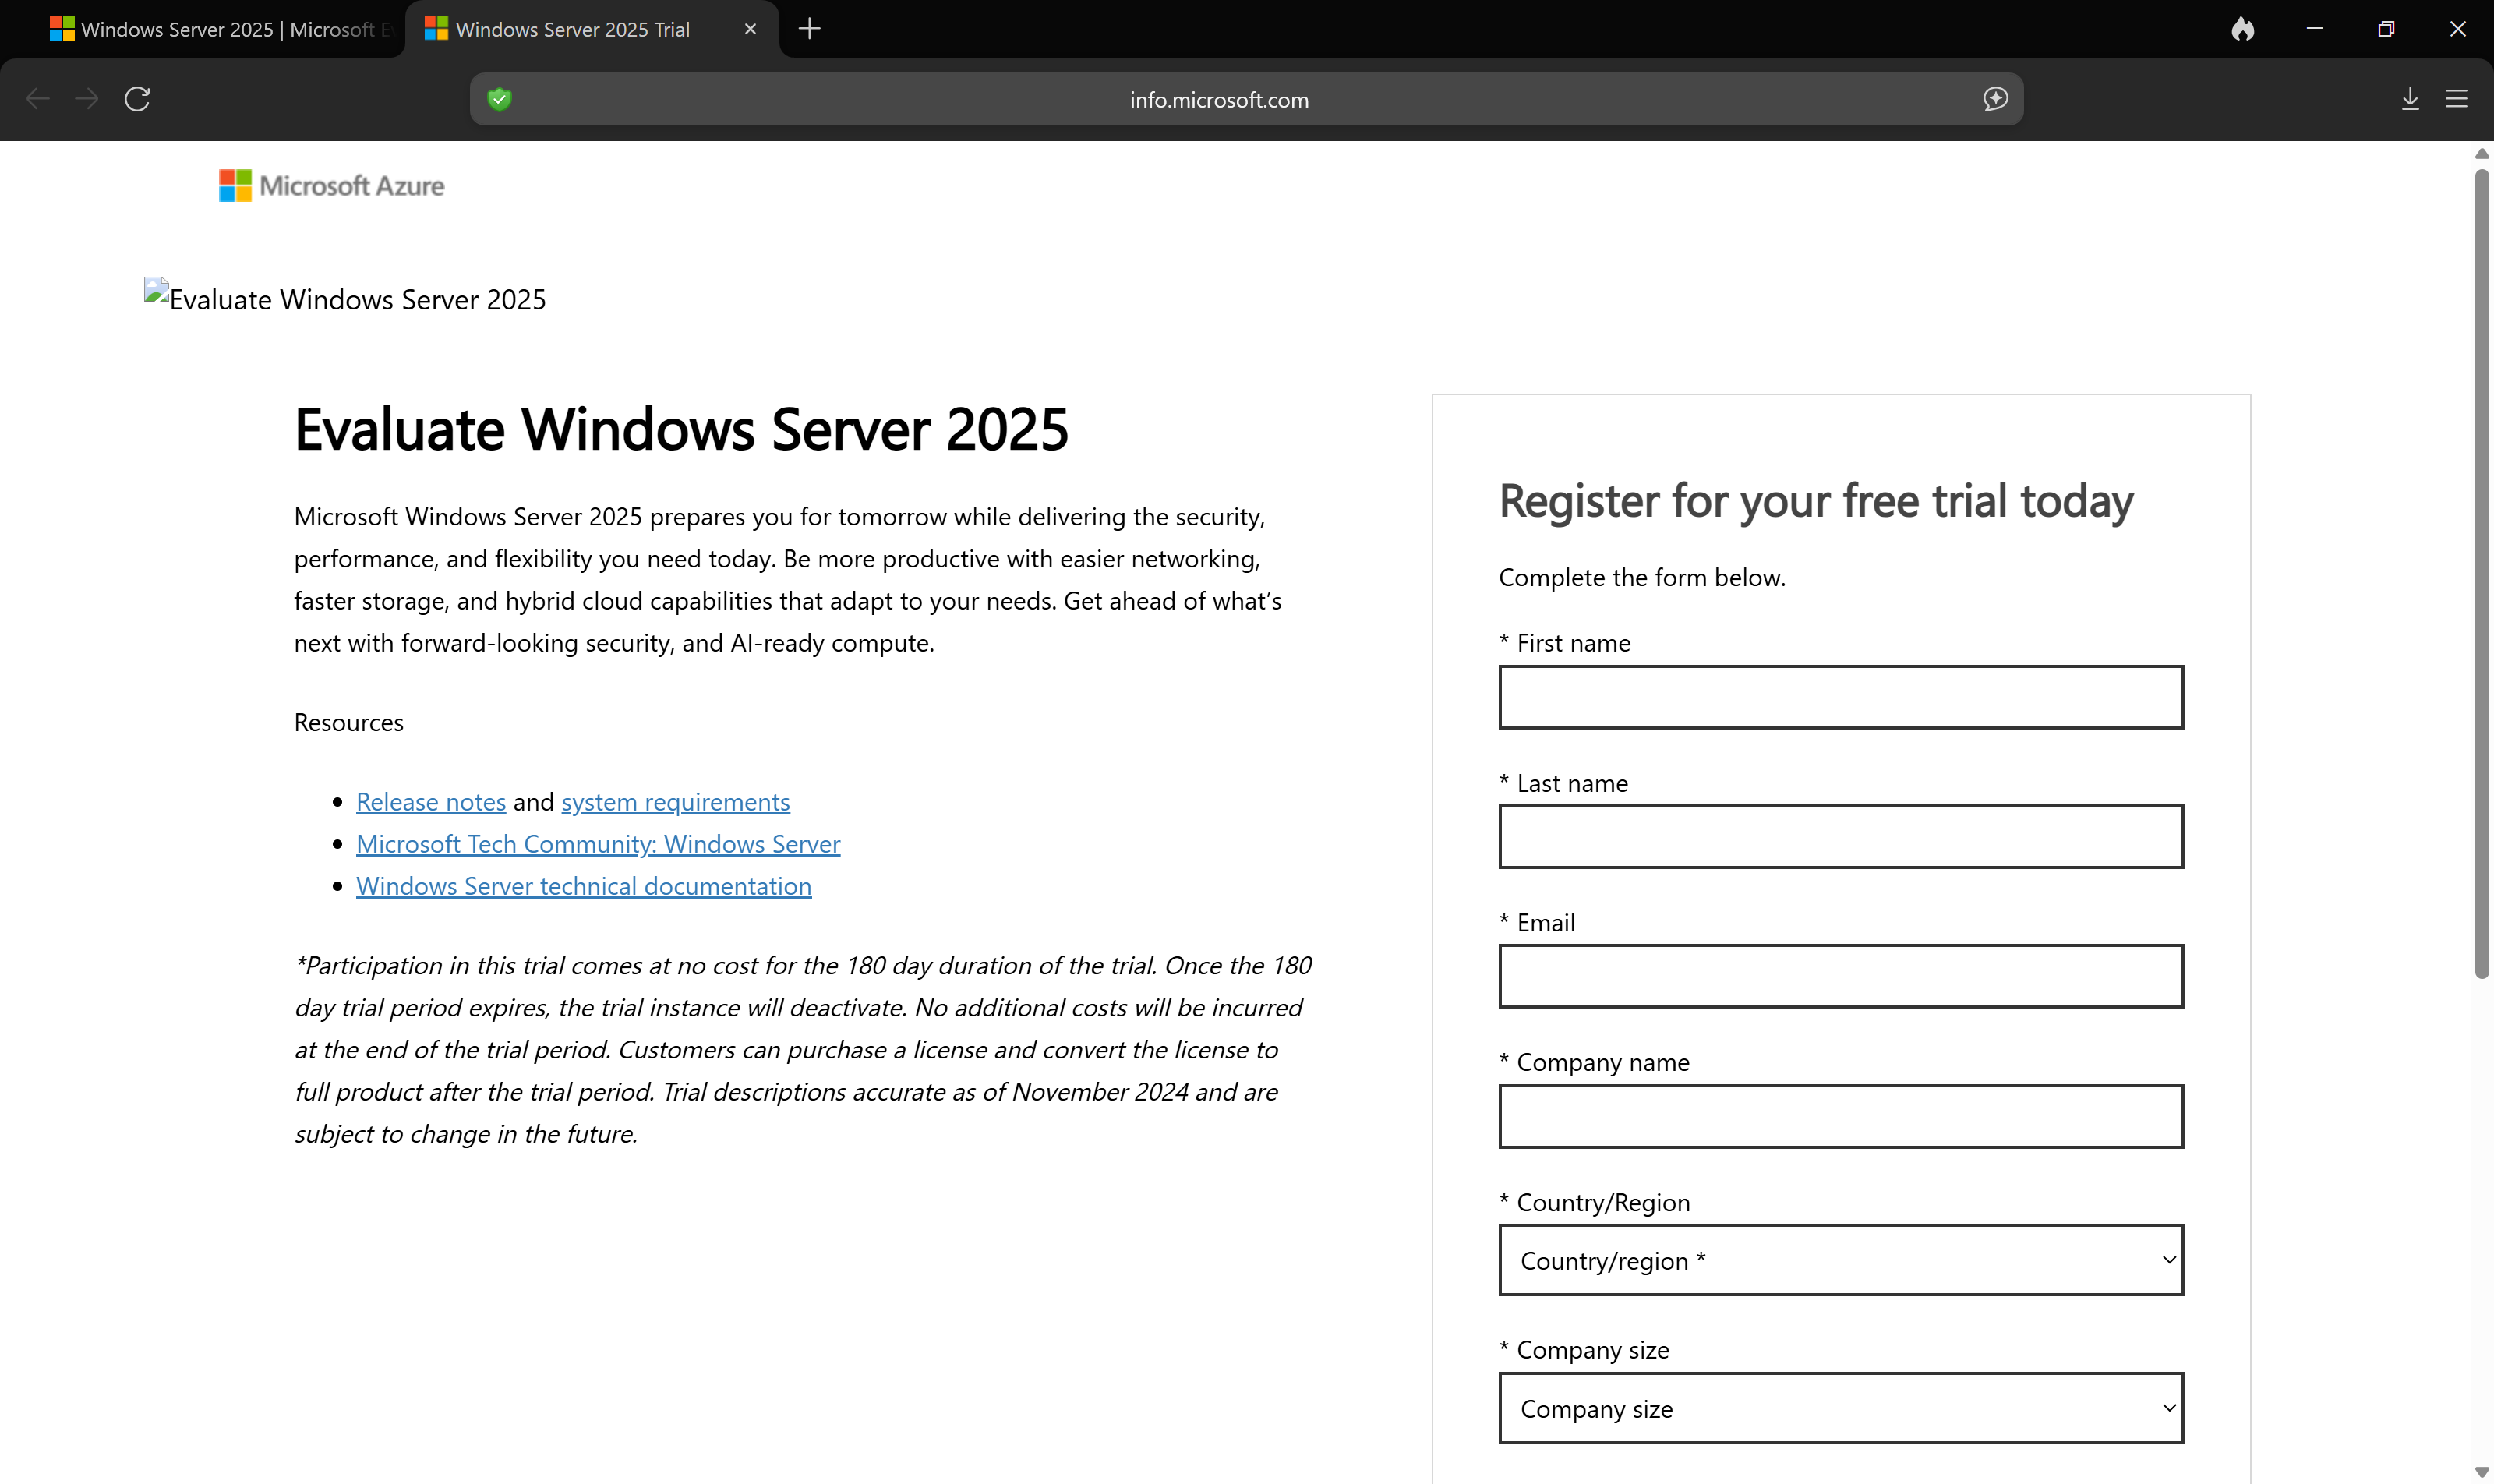 Windows Server 2025 | Microsoft E
Windows Server 2025 Trial
info.microsoft.com
Microsoft Azure
Evaluate Windows Server 2025
Evaluate Windows Server 2025
Microsoft Windows Server 2025 prepares you for tomorrow while delivering the security,
performance, and flexibility you need today. Be more productive with easier networking,
faster storage, and hybrid cloud capabilities that adapt to your needs. Get ahead of what’s
next with forward-looking security, and AI-ready compute.
Resources
• Release notes and system requirements
• Microsoft Tech Community: Windows Server
• Windows Server technical documentation
*Participation in this trial comes at no cost for the 180 day duration of the trial. Once the 180
day trial period expires, the trial instance will deactivate. No additional costs will be incurred
at the end of the trial period. Customers can purchase a license and convert the license to
full product after the trial period. Trial descriptions accurate as of November 2024 and are
subject to change in the future.
Register for your free trial today
Complete the form below.
* First name
* Last name
* Email
* Company name
* Country/Region
Country/region *
* Company size
Company size